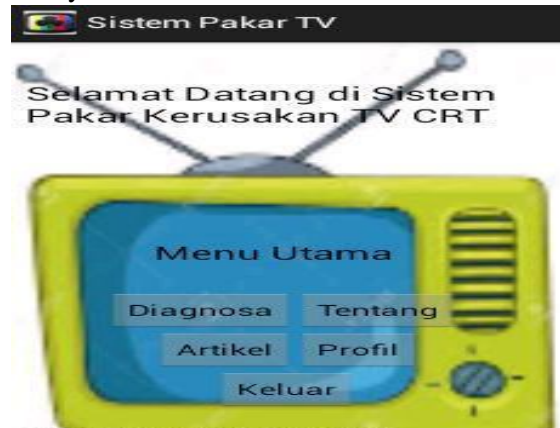 Sistem Pakar TV
Selamat Datang di Sistem
Pakar Kerusakan TV CRT
Menu Utama
Diagnosa Tentang
Artikel Profil
Keluar